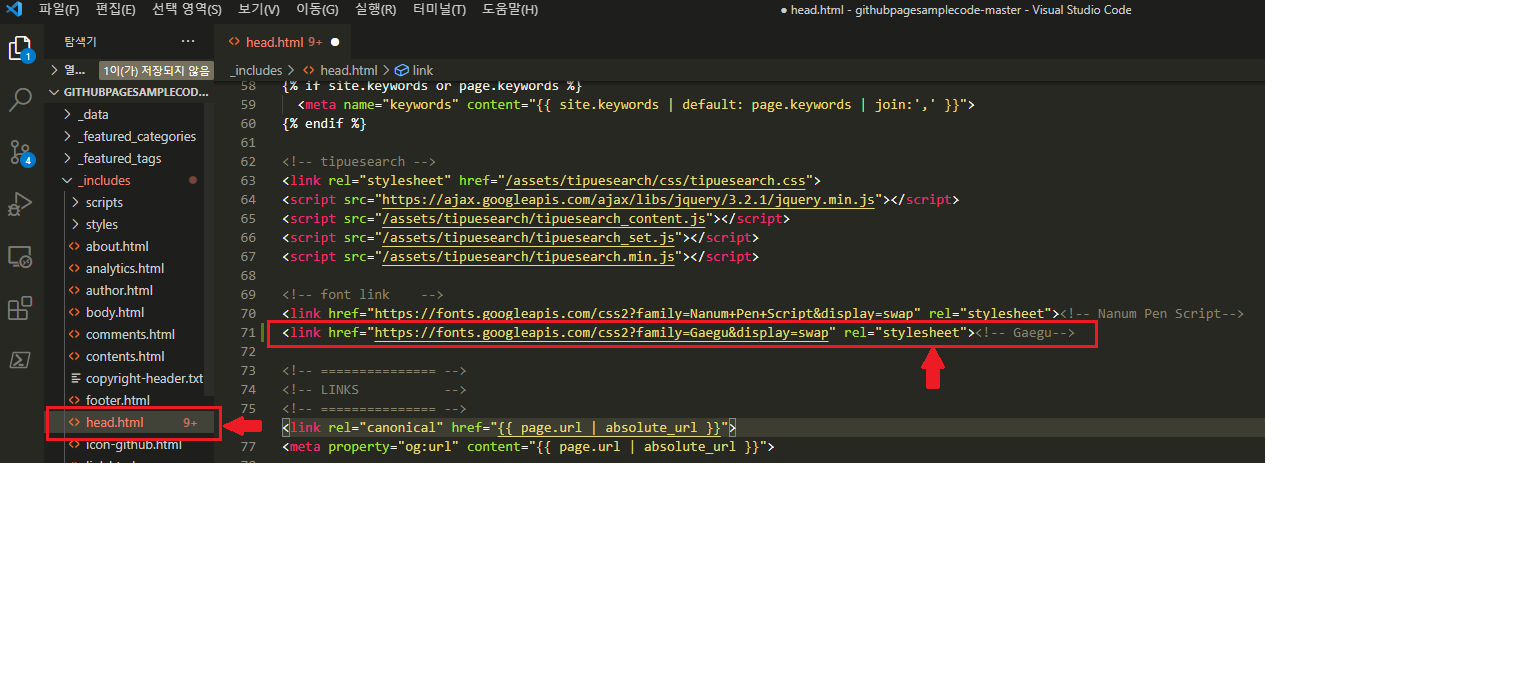 파일(F) 편집(E) 선택 영역(S) 보기(V) 이동(G) 실행(R) 터미널(T) 도움말(H) ● head.html - githubpagesamplecode-master - Visual Studio Code
탐색기 ···
head.html 9+ ●
열... 1이(가) 저장되지 않음
_includes > head.html > link
GITHUBPAGESAMPLECOD...
_data
_featured_categories
_featured_tags
_includes
scripts
styles
about.html
analytics.html
author.html
body.html
comments.html
contents.html
copyright-header.txt
footer.html
head.html 9+
icon-github.html
1
4
58 {% if site.keywords or page.keywords %}
59 <meta name="keywords" content="{{ site.keywords | default: page.keywords | join:',' }}">
60 {% endif %}
61
62 <!-- tipuesearch -->
63 <link rel="stylesheet" href="/assets/tipuesearch/css/tipuesearch.css">
64 <script src="https://ajax.googleapis.com/ajax/libs/jquery/3.2.1/jquery.min.js"></script>
65 <script src="/assets/tipuesearch/tipuesearch_content.js"></script>
66 <script src="/assets/tipuesearch/tipuesearch_set.js"></script>
67 <script src="/assets/tipuesearch/tipuesearch.min.js"></script>
68
69 <!-- font link    -->
70 <link href="https://fonts.googleapis.com/css2?family=Nanum+Pen+Script&display=swap" rel="stylesheet"><!-- Nanum Pen Script-->
71 <link href="https://fonts.googleapis.com/css2?family=Gaegu&display=swap" rel="stylesheet"><!-- Gaegu-->
72
73 <!-- =============== -->
74 <!-- LINKS           -->
75 <!-- =============== -->
<link rel="canonical" href="{{ page.url | absolute_url }}">
77 <meta property="og:url" content="{{ page.url | absolute_url }}">